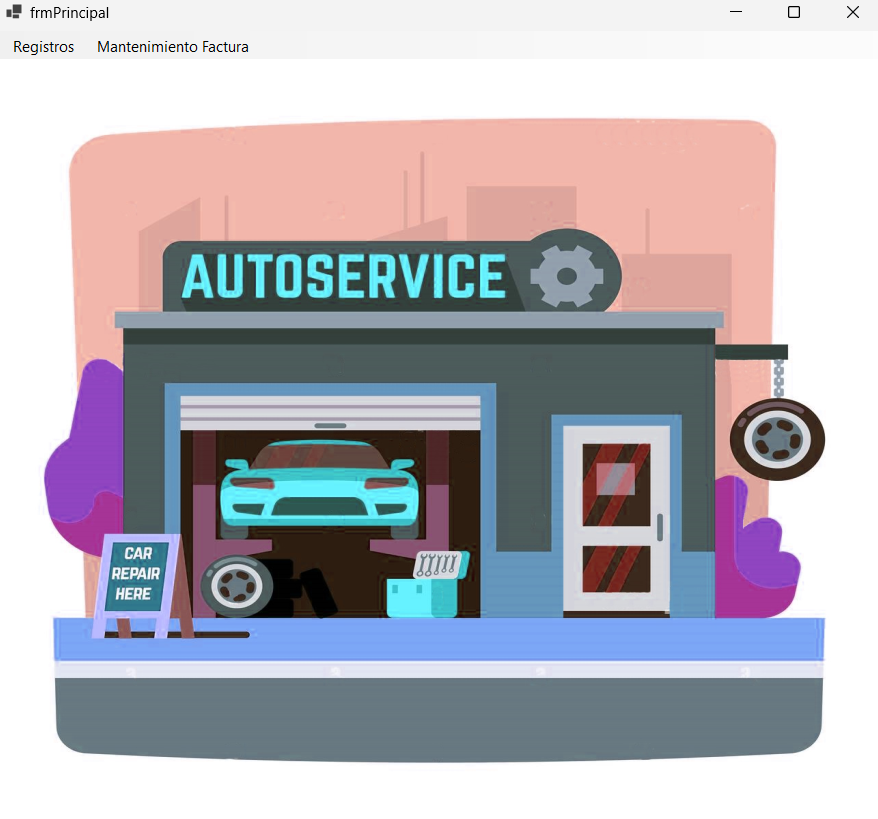 frmPrincipal
Registros Mantenimiento Factura
AUTOSERVICE
CAR
REPAIR
HERE